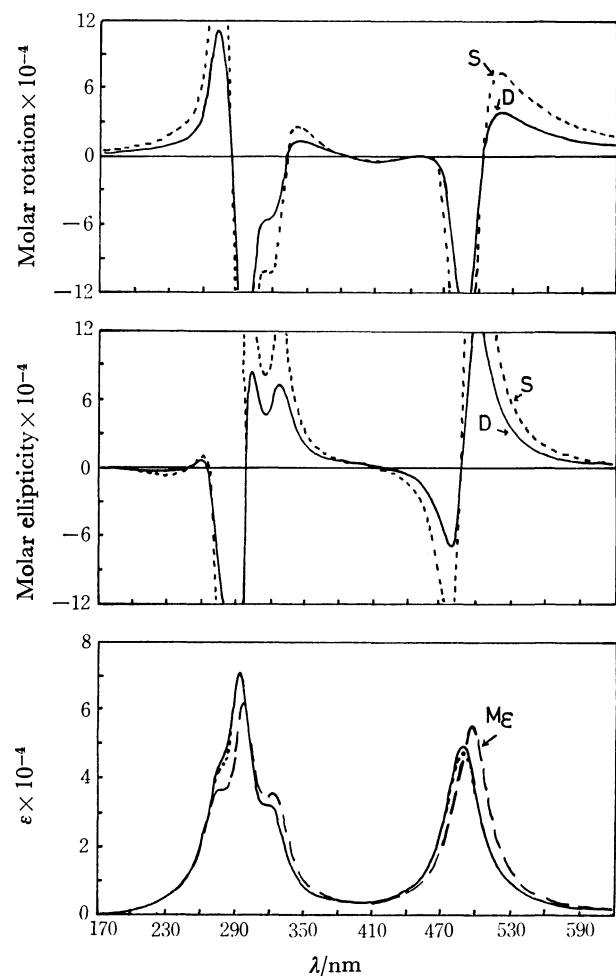 Molar rotation × 10⁻⁴
12
6
0
−6
−12
S
D
Molar ellipticity × 10⁻⁴
12
6
0
−6
−12
S
D
ε × 10⁻⁴
8
6
4
2
0
Mε
170 230 290 350 410 470 530 590
λ/nm